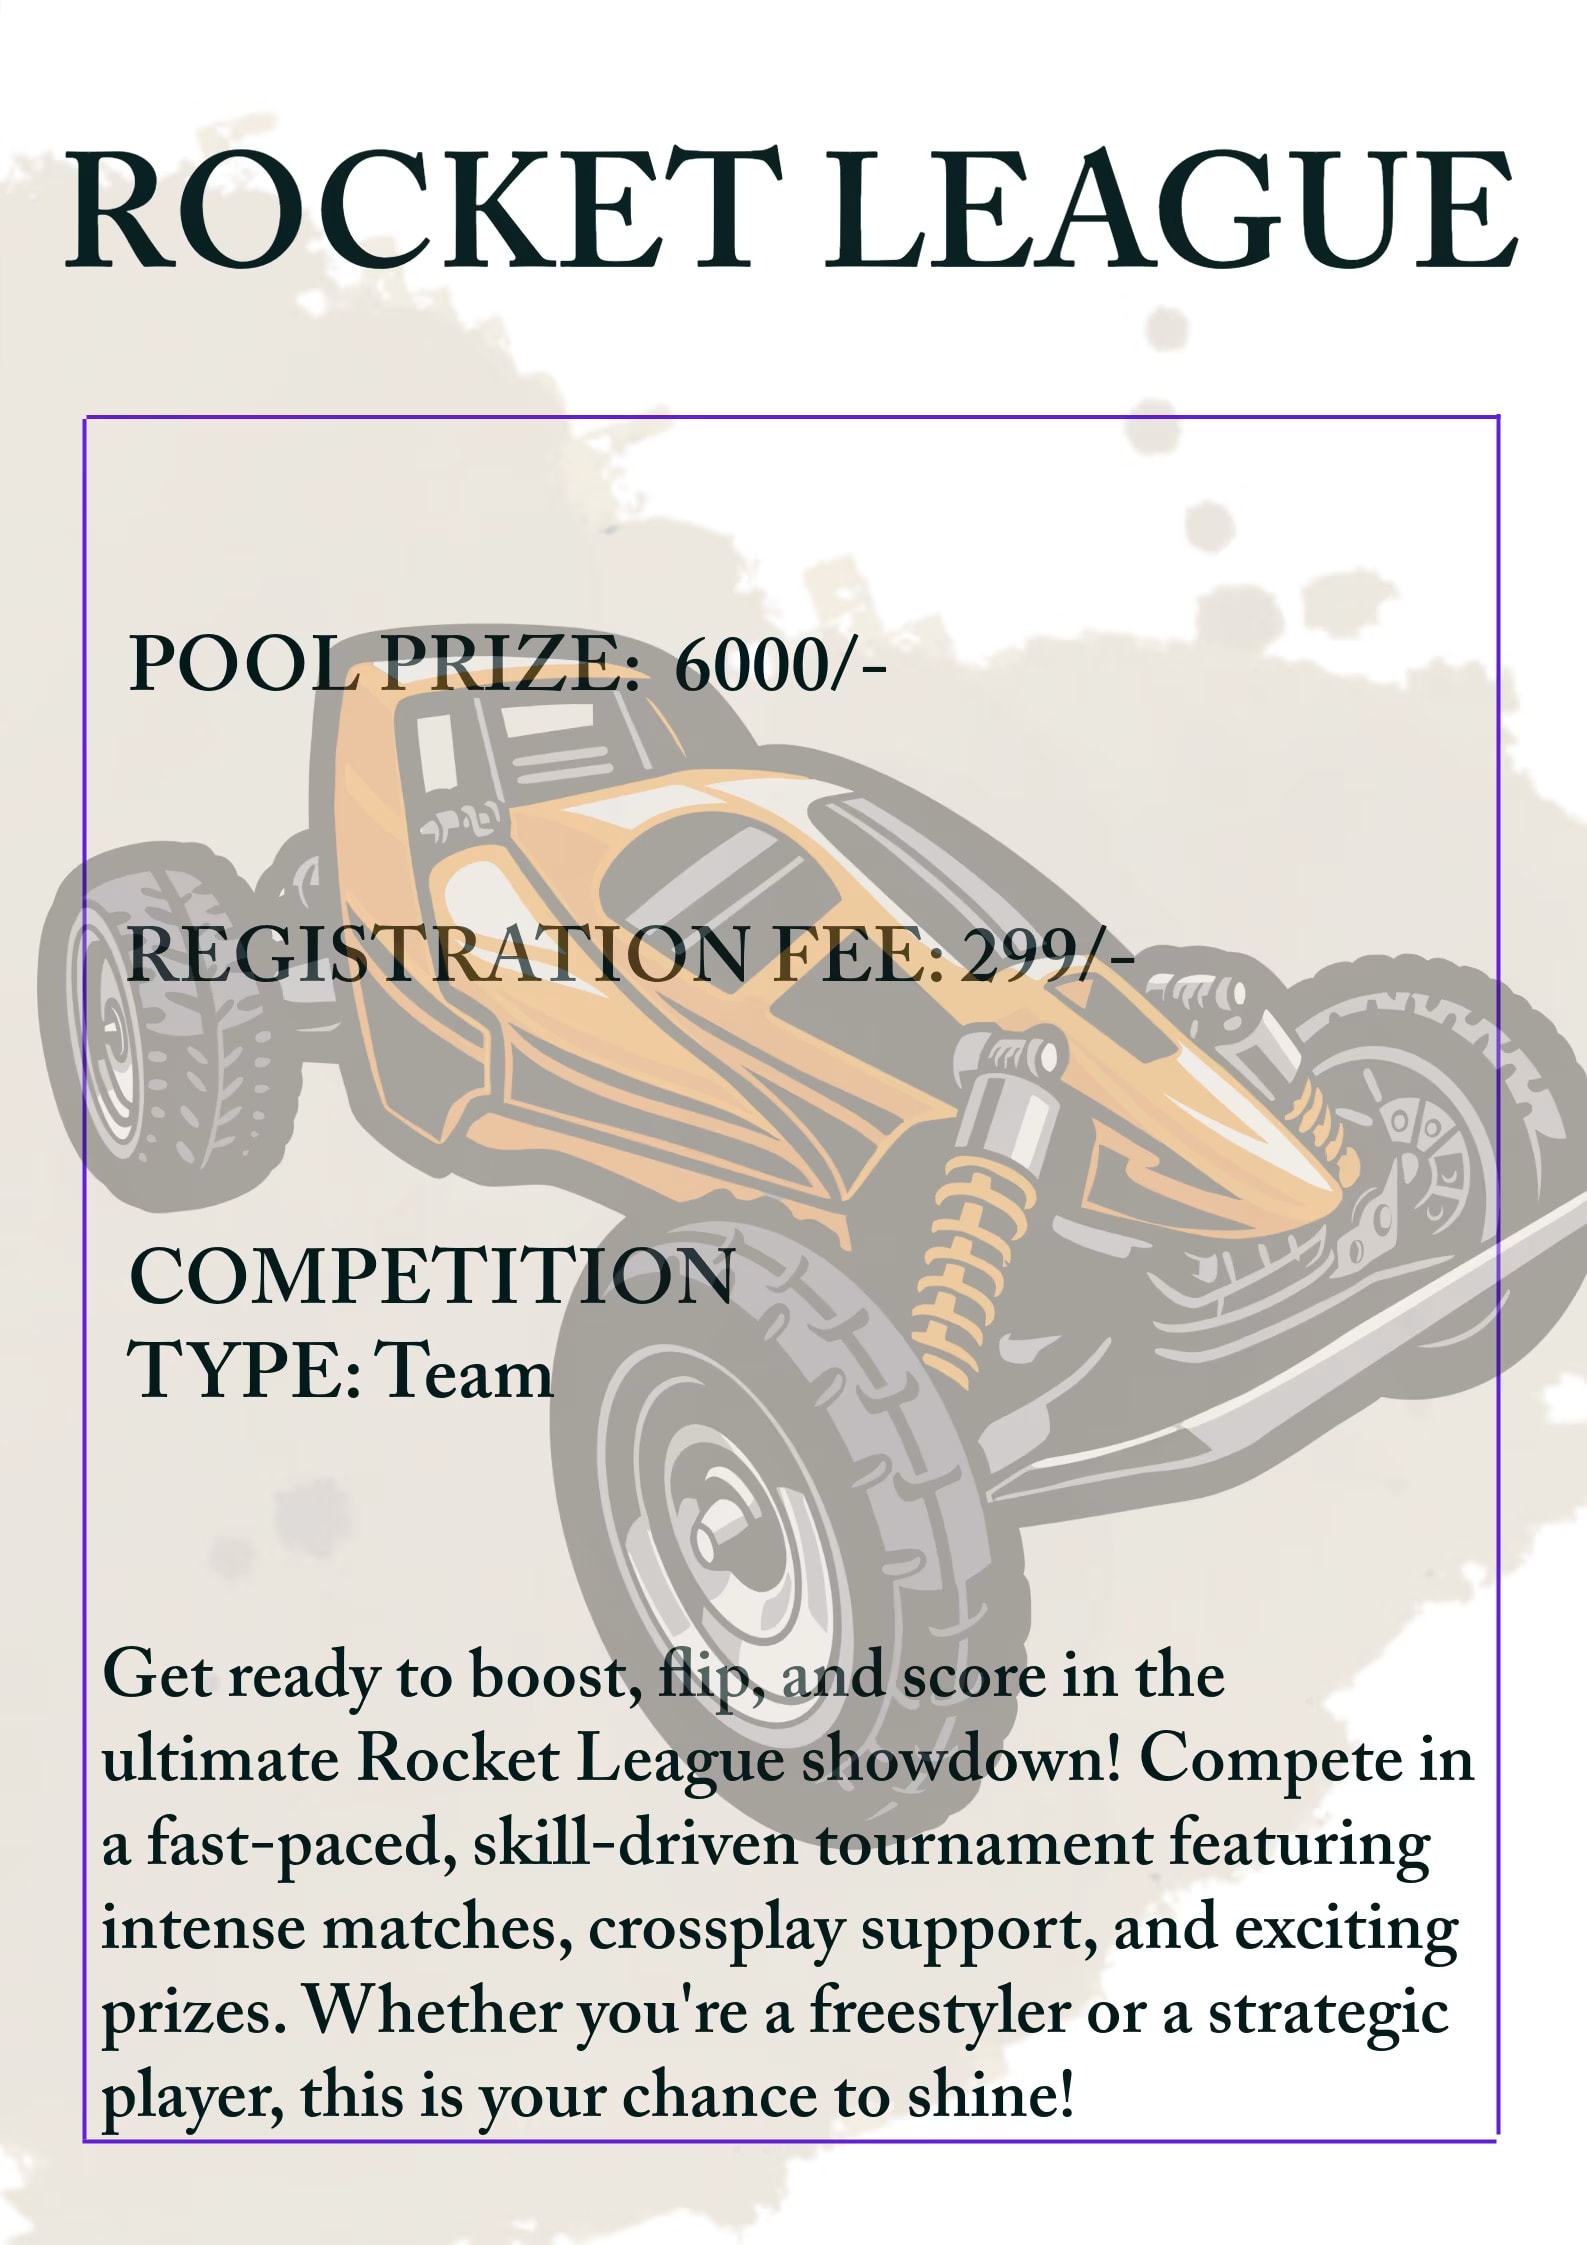 ROCKET LEAGUE
POOL PRIZE: 6000/-
REGISTRATION FEE: 299/-
COMPETITION
TYPE: Team
Get ready to boost, flip, and score in the
ultimate Rocket League showdown! Compete in
a fast-paced, skill-driven tournament featuring
intense matches, crossplay support, and exciting
prizes. Whether you're a freestyler or a strategic
player, this is your chance to shine!